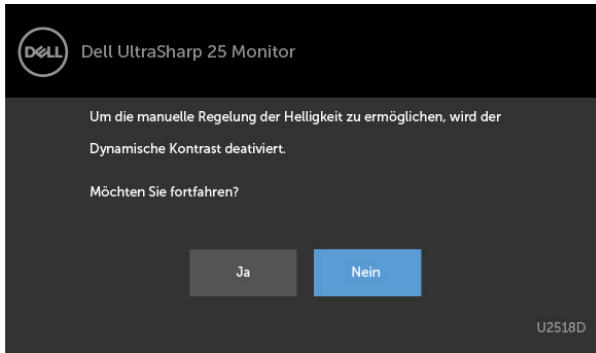 DELL
Dell UltraSharp 25 Monitor
Um die manuelle Regelung der Helligkeit zu ermöglichen, wird der
Dynamische Kontrast deativiert.
Möchten Sie fortfahren?
Ja
Nein
U2518D